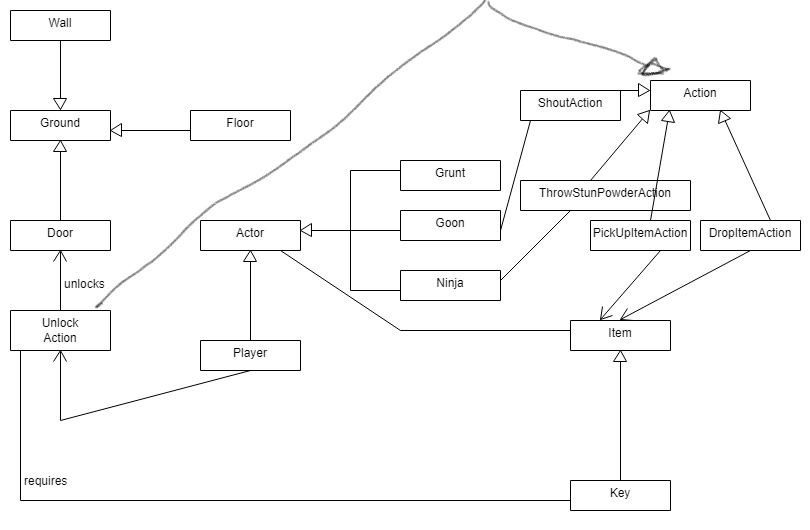 Wall
Action
ShoutAction
Ground
Floor
Grunt
ThrowStunPowderAction
Door
Actor
Goon
PickUpItemAction
DropItemAction
unlocks
Ninja
Unlock
Action
Item
Player
requires
Key